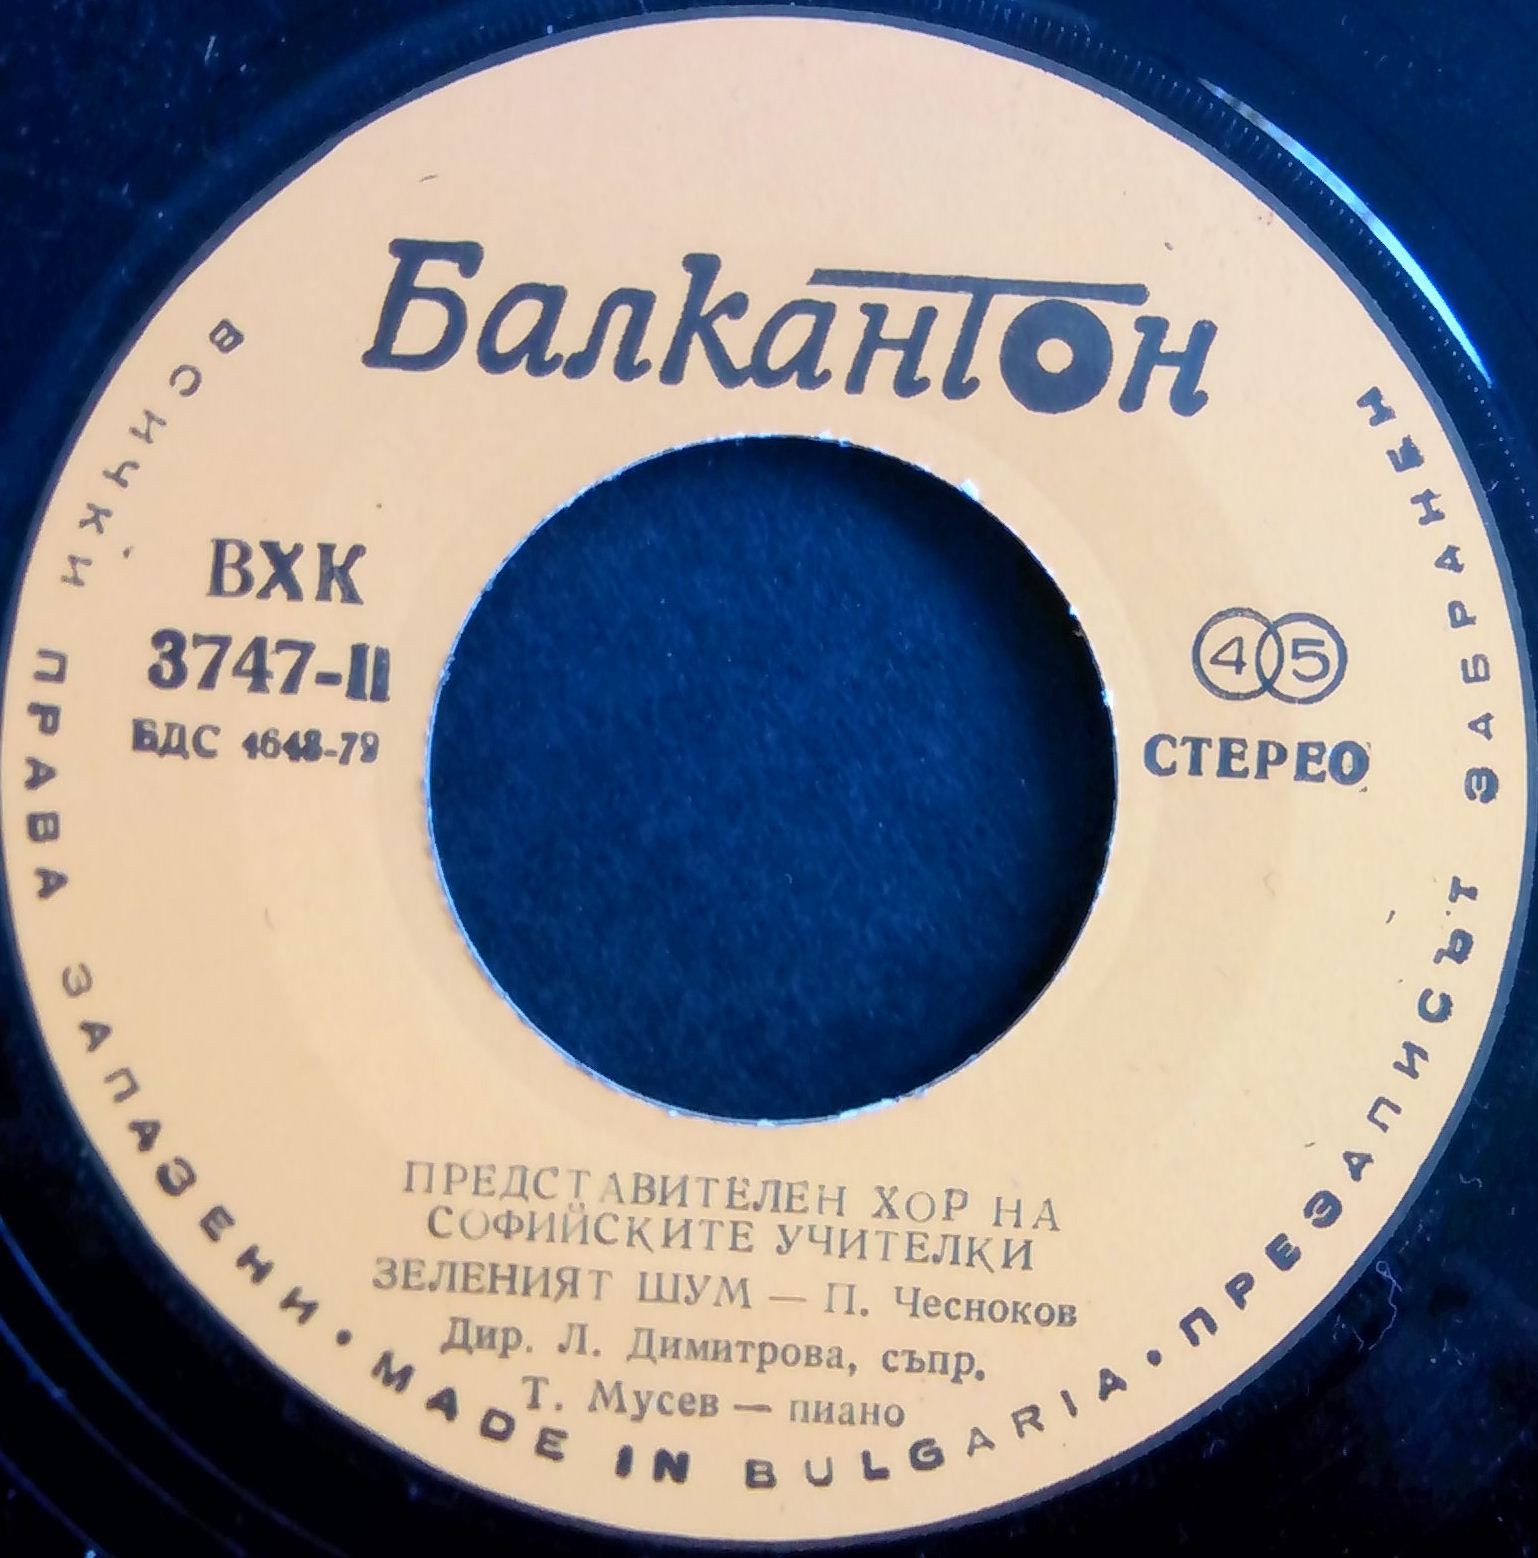 Балкантон
ВХК
3747-II
БДС 4648-79
45
СТЕРЕО
ПРЕДСТАВИТЕЛЕН ХОР НА
СОФИЙСКИТЕ УЧИТЕЛКИ
ЗЕЛЕНИЯТ ШУМ — П. Чесноков
Дир. Л. Димитрова, съпр.
Т. Мусев — пиано
ВСИЧКИ ПРАВА ЗАПАЗЕНИ • MADE IN BULGARIA • ПРЕЗАПИСЪТ ЗАБРАНЕН